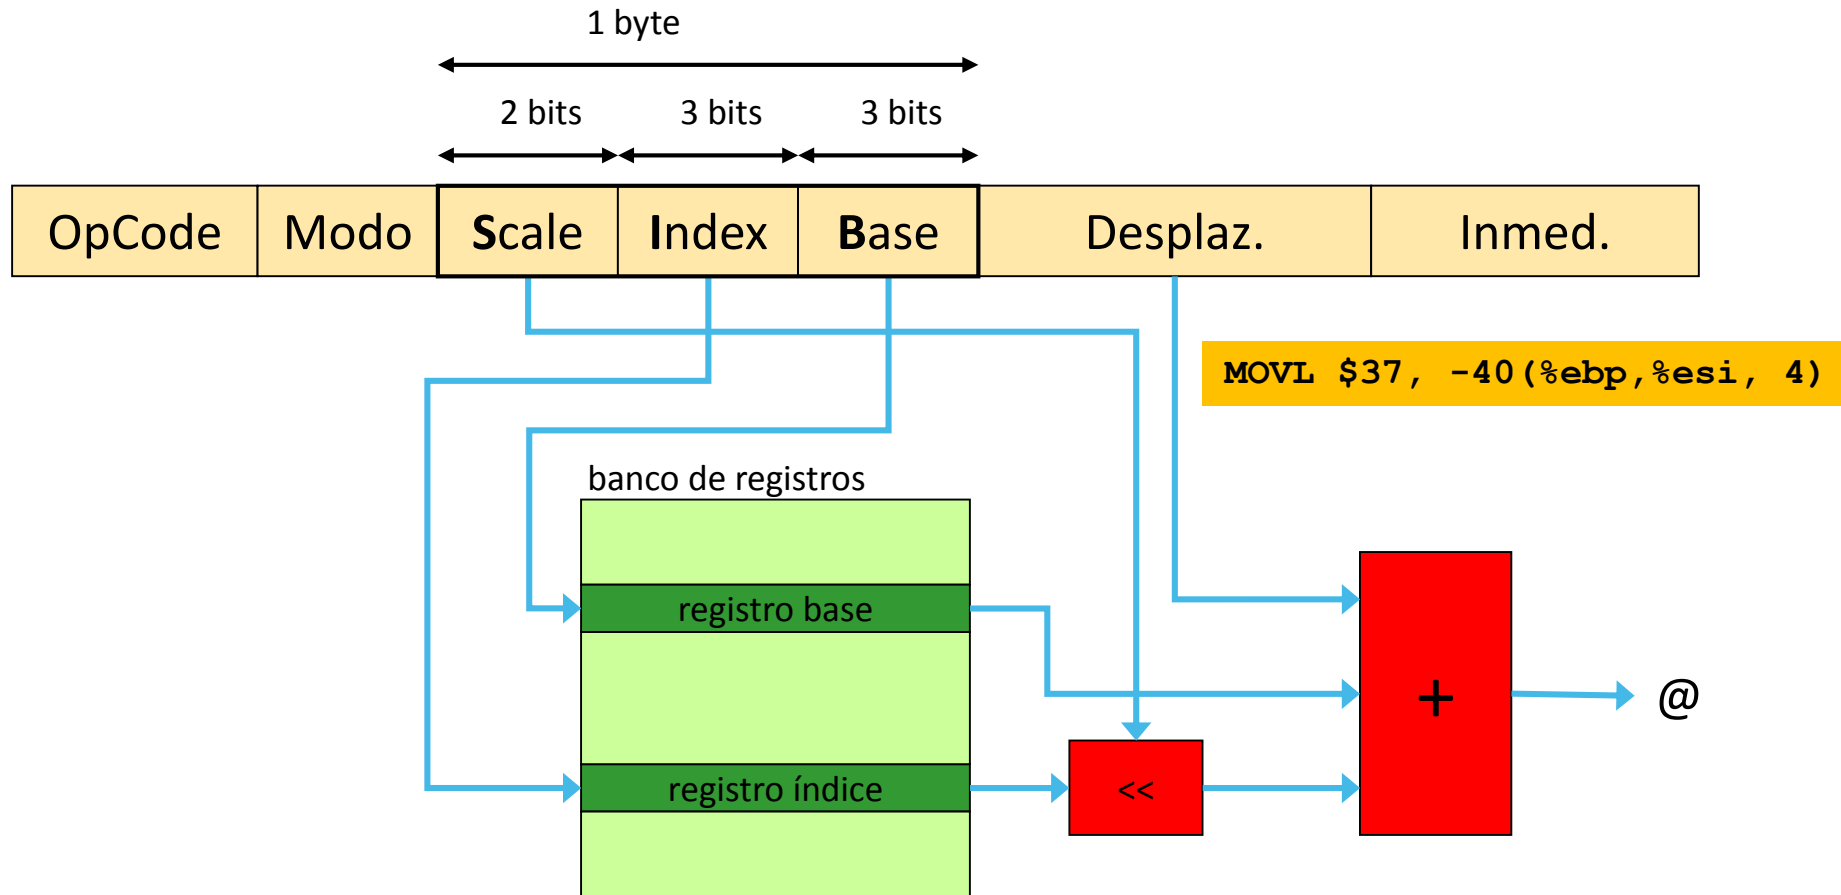 1 byte
2 bits 3 bits 3 bits
OpCode Modo Scale Index Base Desplaz. Inmed.
MOVL $37, -40(%ebp,%esi, 4)
banco de registros
registro base
+
@
registro índice
<<